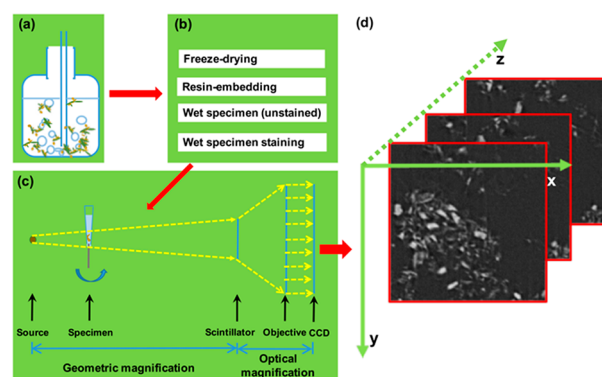 (a)
(b)
Freeze-drying
Resin-embedding
Wet specimen (unstained)
Wet specimen staining
(c)
Source
Specimen
Scintillator
Objective
CCD
Geometric magnification
Optical
magnification
(d)
z
x
y